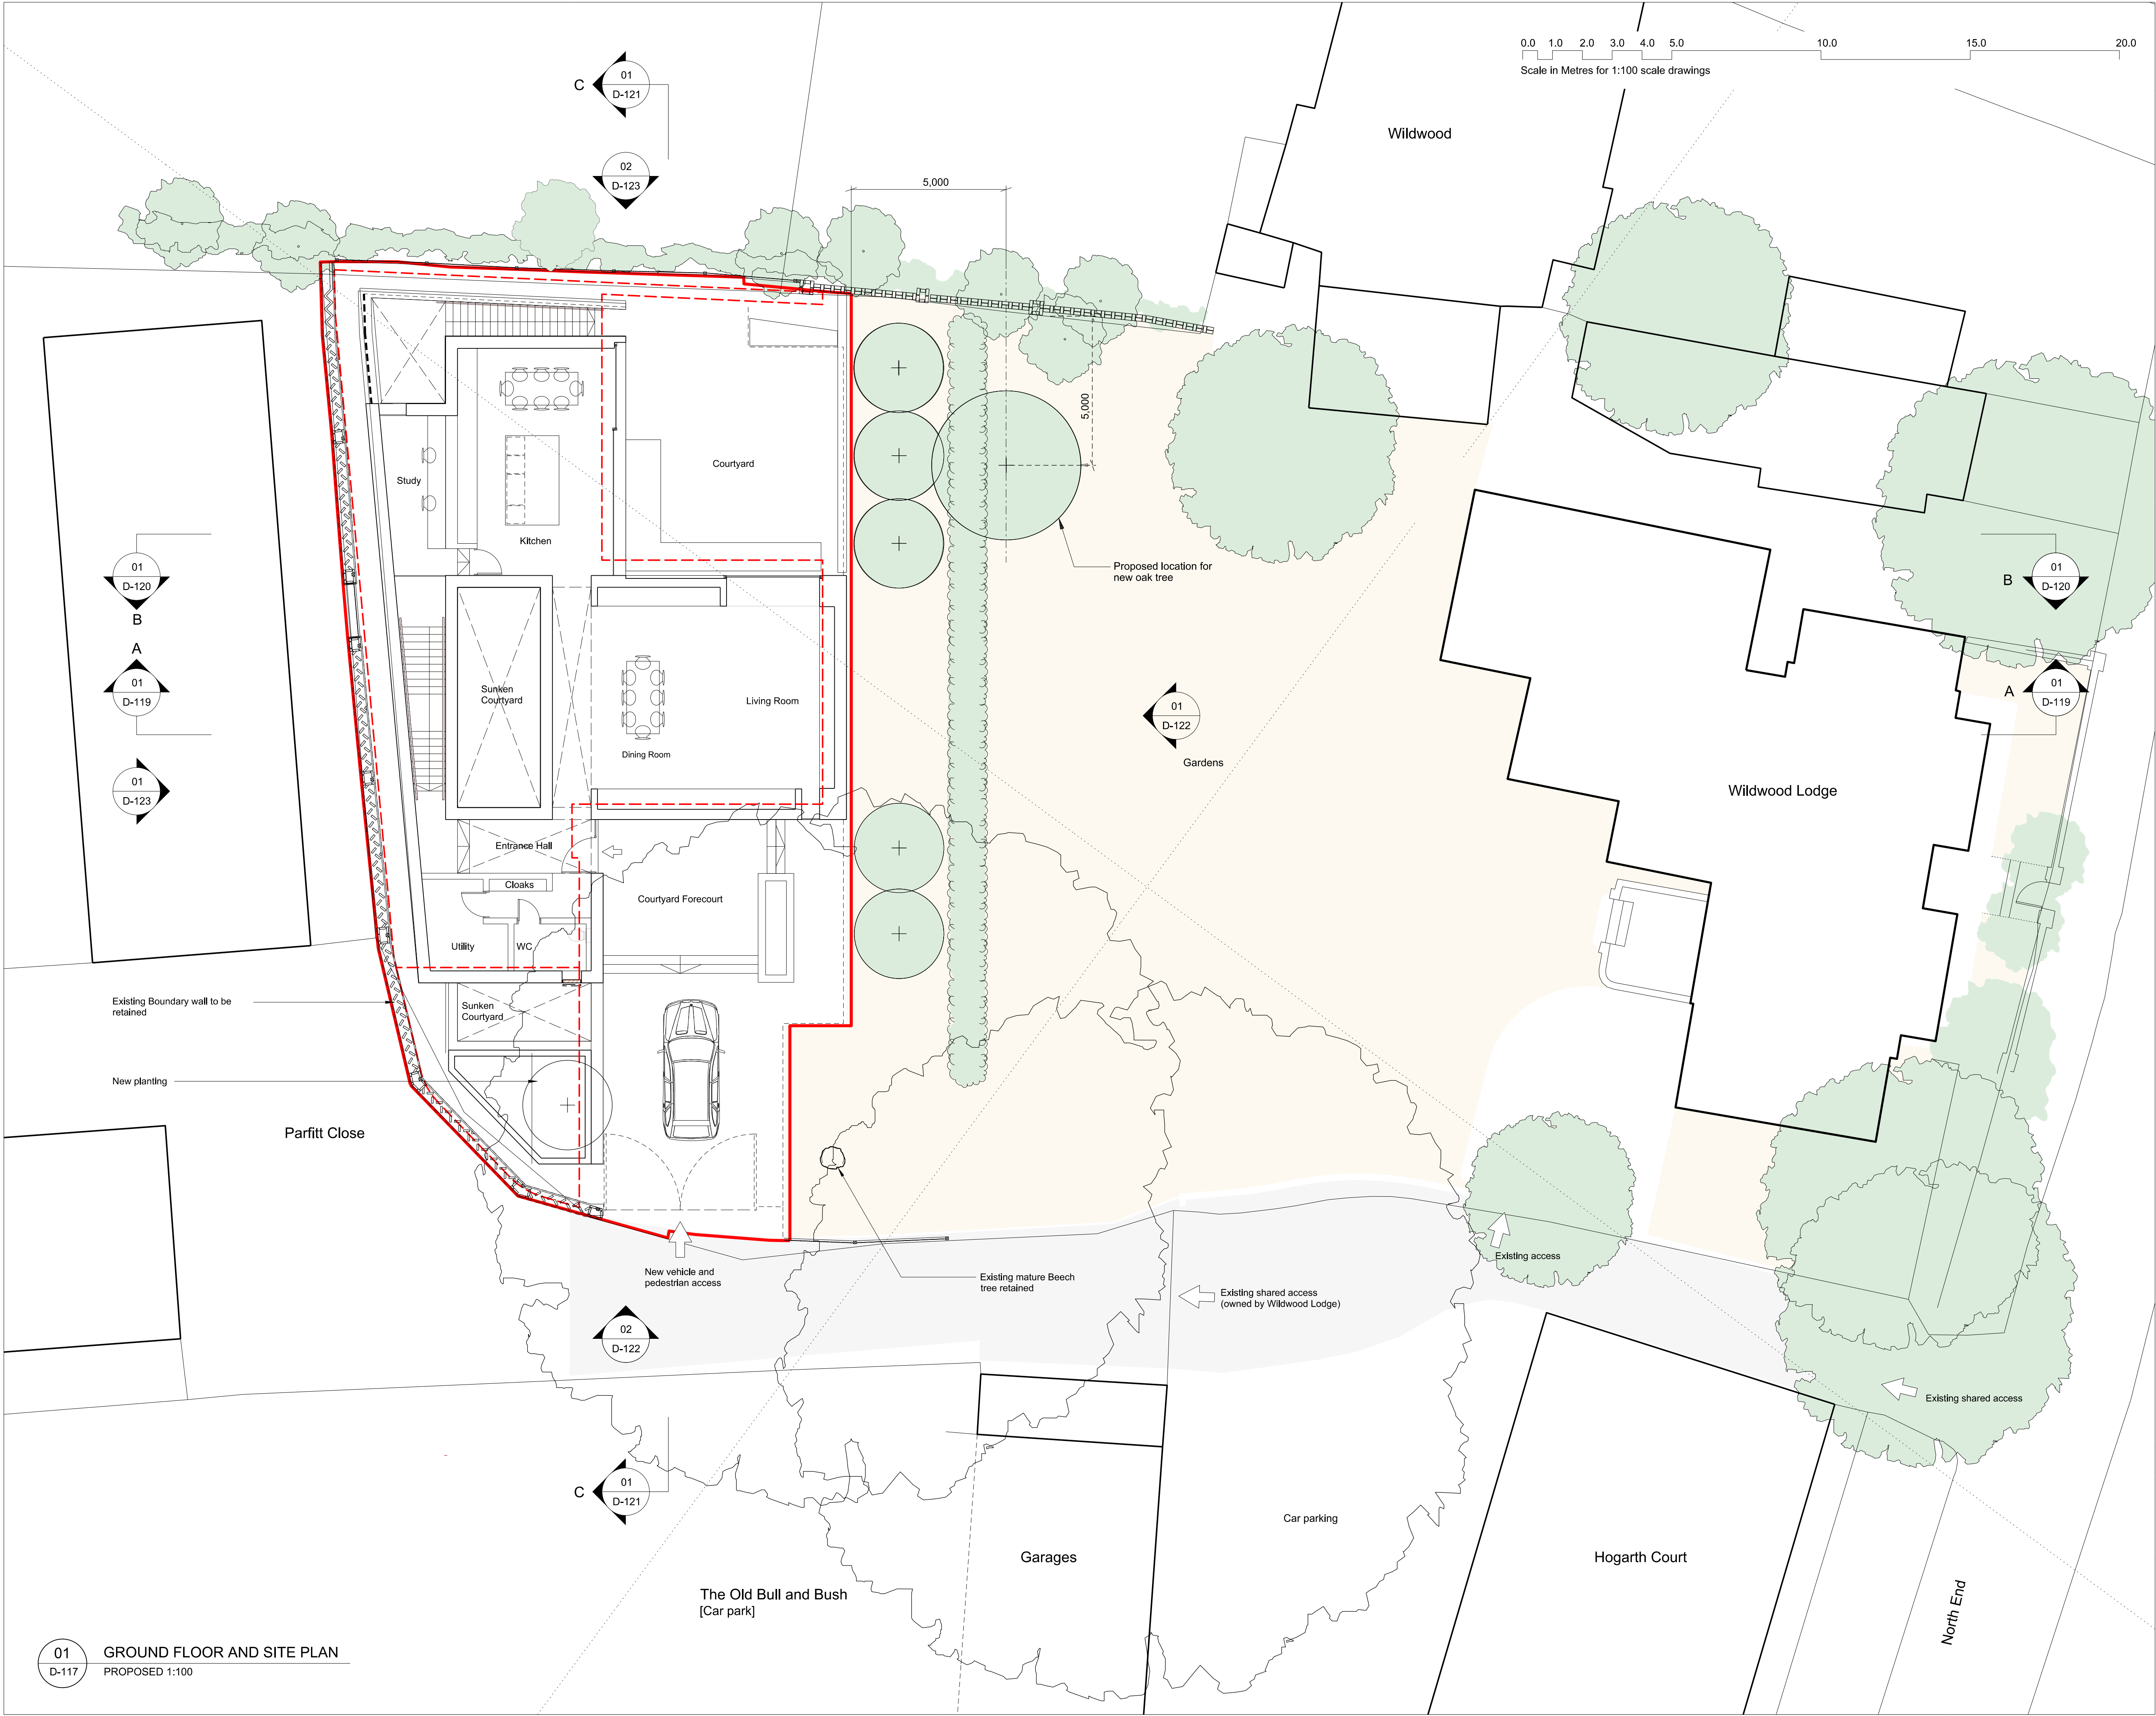 0.0 1.0 2.0 3.0 4.0 5.0 10.0 15.0 20.0
Scale in Metres for 1:100 scale drawings
C
01
D-121
02
D-123
5,000
Wildwood
5,000
Courtyard
Study
Kitchen
Proposed location for
new oak tree
01
D-120
B
A
01
D-119
01
D-123
B
01
D-120
A
01
D-119
Sunken
Courtyard
Living Room
Dining Room
01
D-122
Gardens
Wildwood Lodge
Entrance Hall
Cloaks
Courtyard Forecourt
Utility
WC
Existing Boundary wall to be
retained
Sunken
Courtyard
New planting
Parfitt Close
New vehicle and
pedestrian access
Existing mature Beech
tree retained
Existing shared access
(owned by Wildwood Lodge)
Existing access
02
D-122
Existing shared access
C
01
D-121
Car parking
Garages
Hogarth Court
The Old Bull and Bush
[Car park]
North End
01
D-117
GROUND FLOOR AND SITE PLAN
PROPOSED 1:100